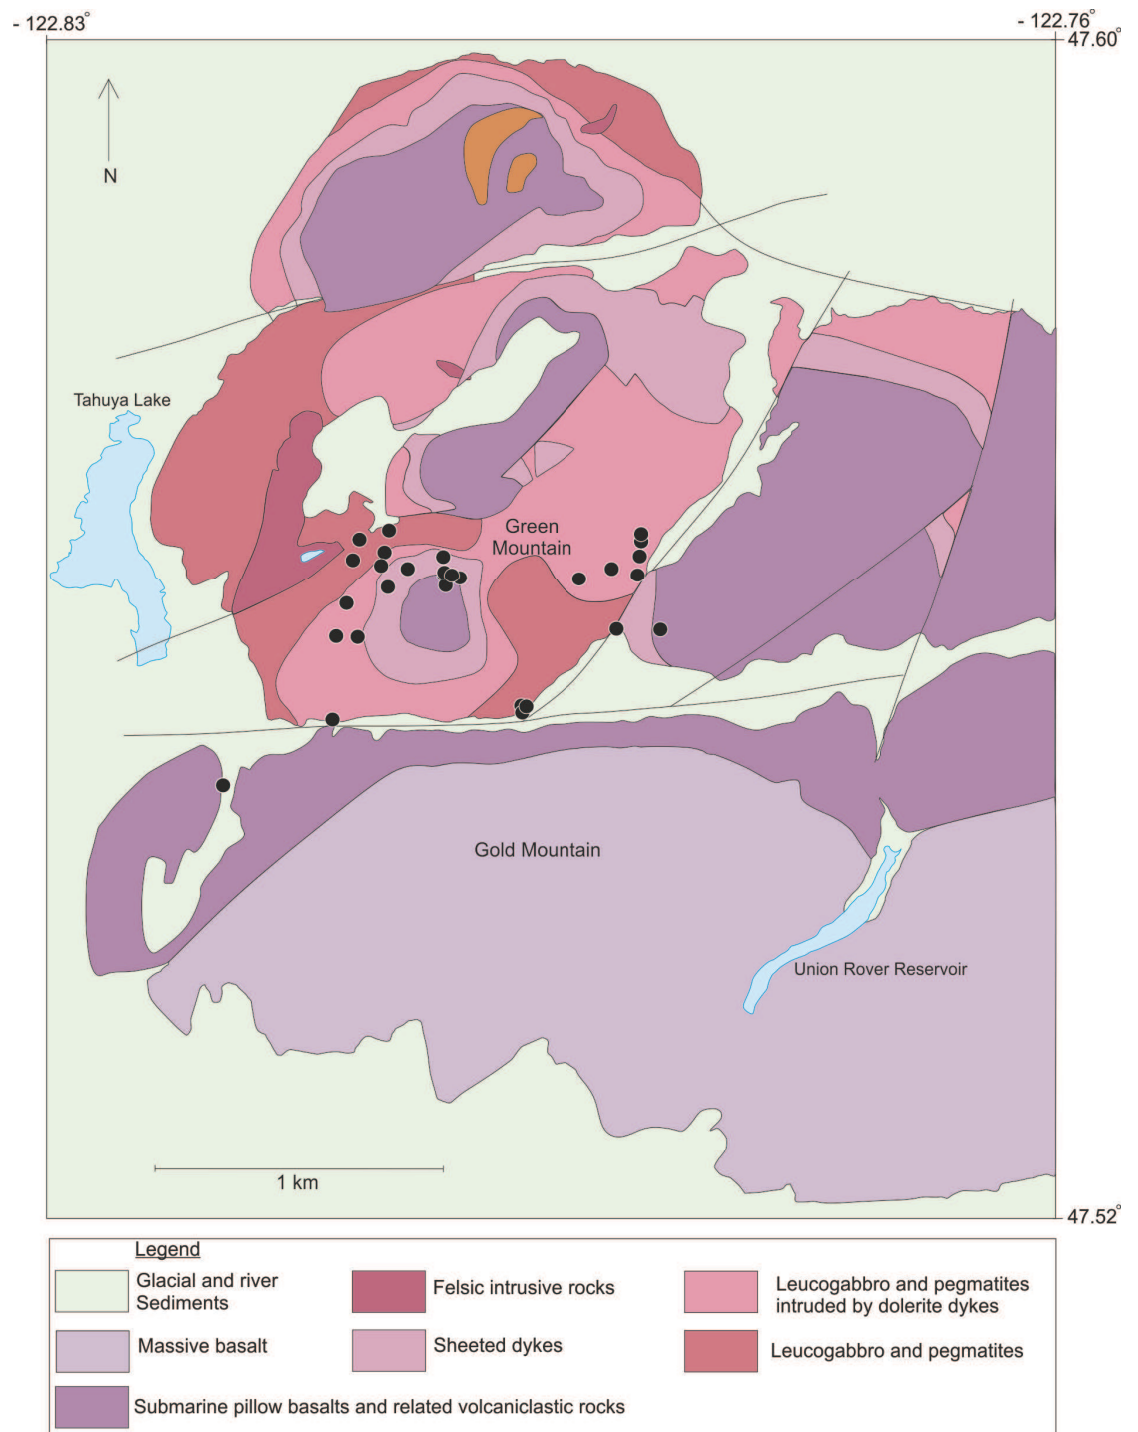 - 122.83°
- 122.76°
47.60°
N
Tahuya Lake
Green
Mountain
Gold Mountain
Union Rover Reservoir
1 km
47.52°
Legend
Glacial and river
Sediments
Felsic intrusive rocks
Leucogabbro and pegmatites
intruded by dolerite dykes
Massive basalt
Sheeted dykes
Leucogabbro and pegmatites
Submarine pillow basalts and related volcaniclastic rocks